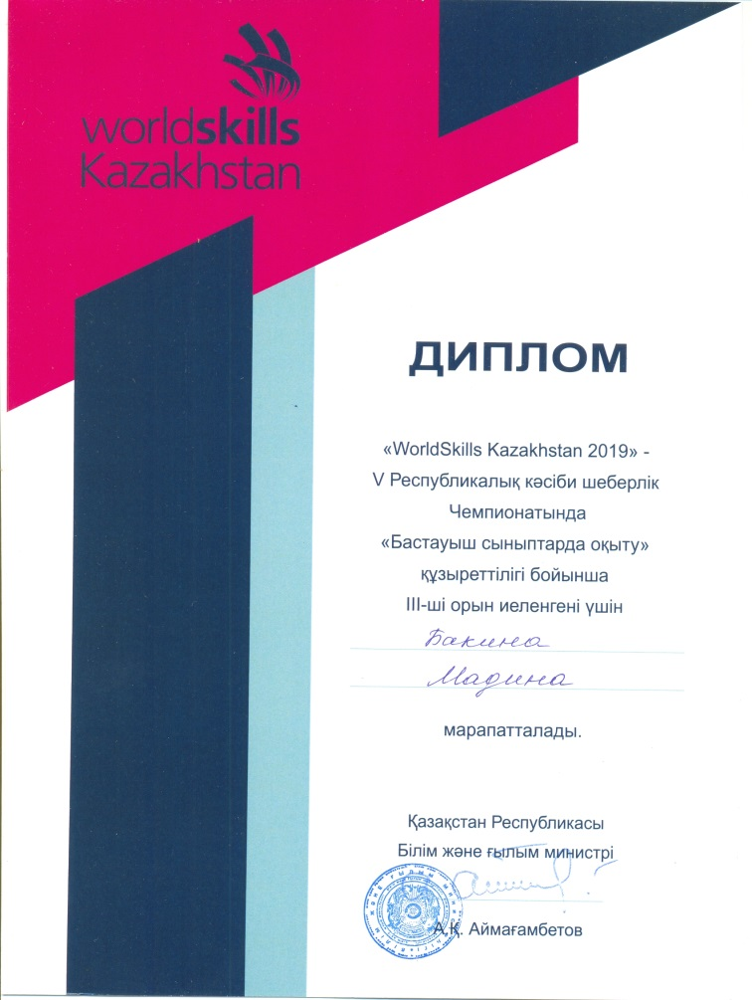 worldskills
Kazakhstan
ДИПЛОМ
«WorldSkills Kazakhstan 2019» -
V Республикалық кәсіби шеберлік
Чемпионатында
«Бастауыш сыныптарда оқыту»
құзыреттілігі бойынша
III-ші орын иеленгені үшін
Бакина
Мадина
марапатталады.
Қазақстан Республикасы
Білім және ғылым министрі
А.Қ. Аймағамбетов